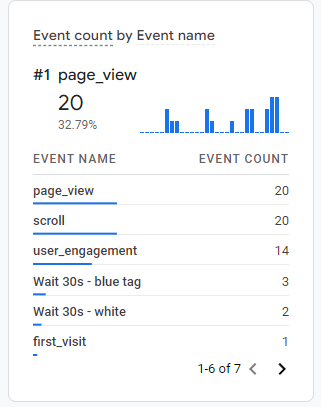 Event count by Event name
#1 page_view
20
32.79%
EVENT NAME EVENT COUNT
page_view 20
scroll 20
user_engagement 14
Wait 30s - blue tag 3
Wait 30s - white 2
first_visit 1
1-6 of 7